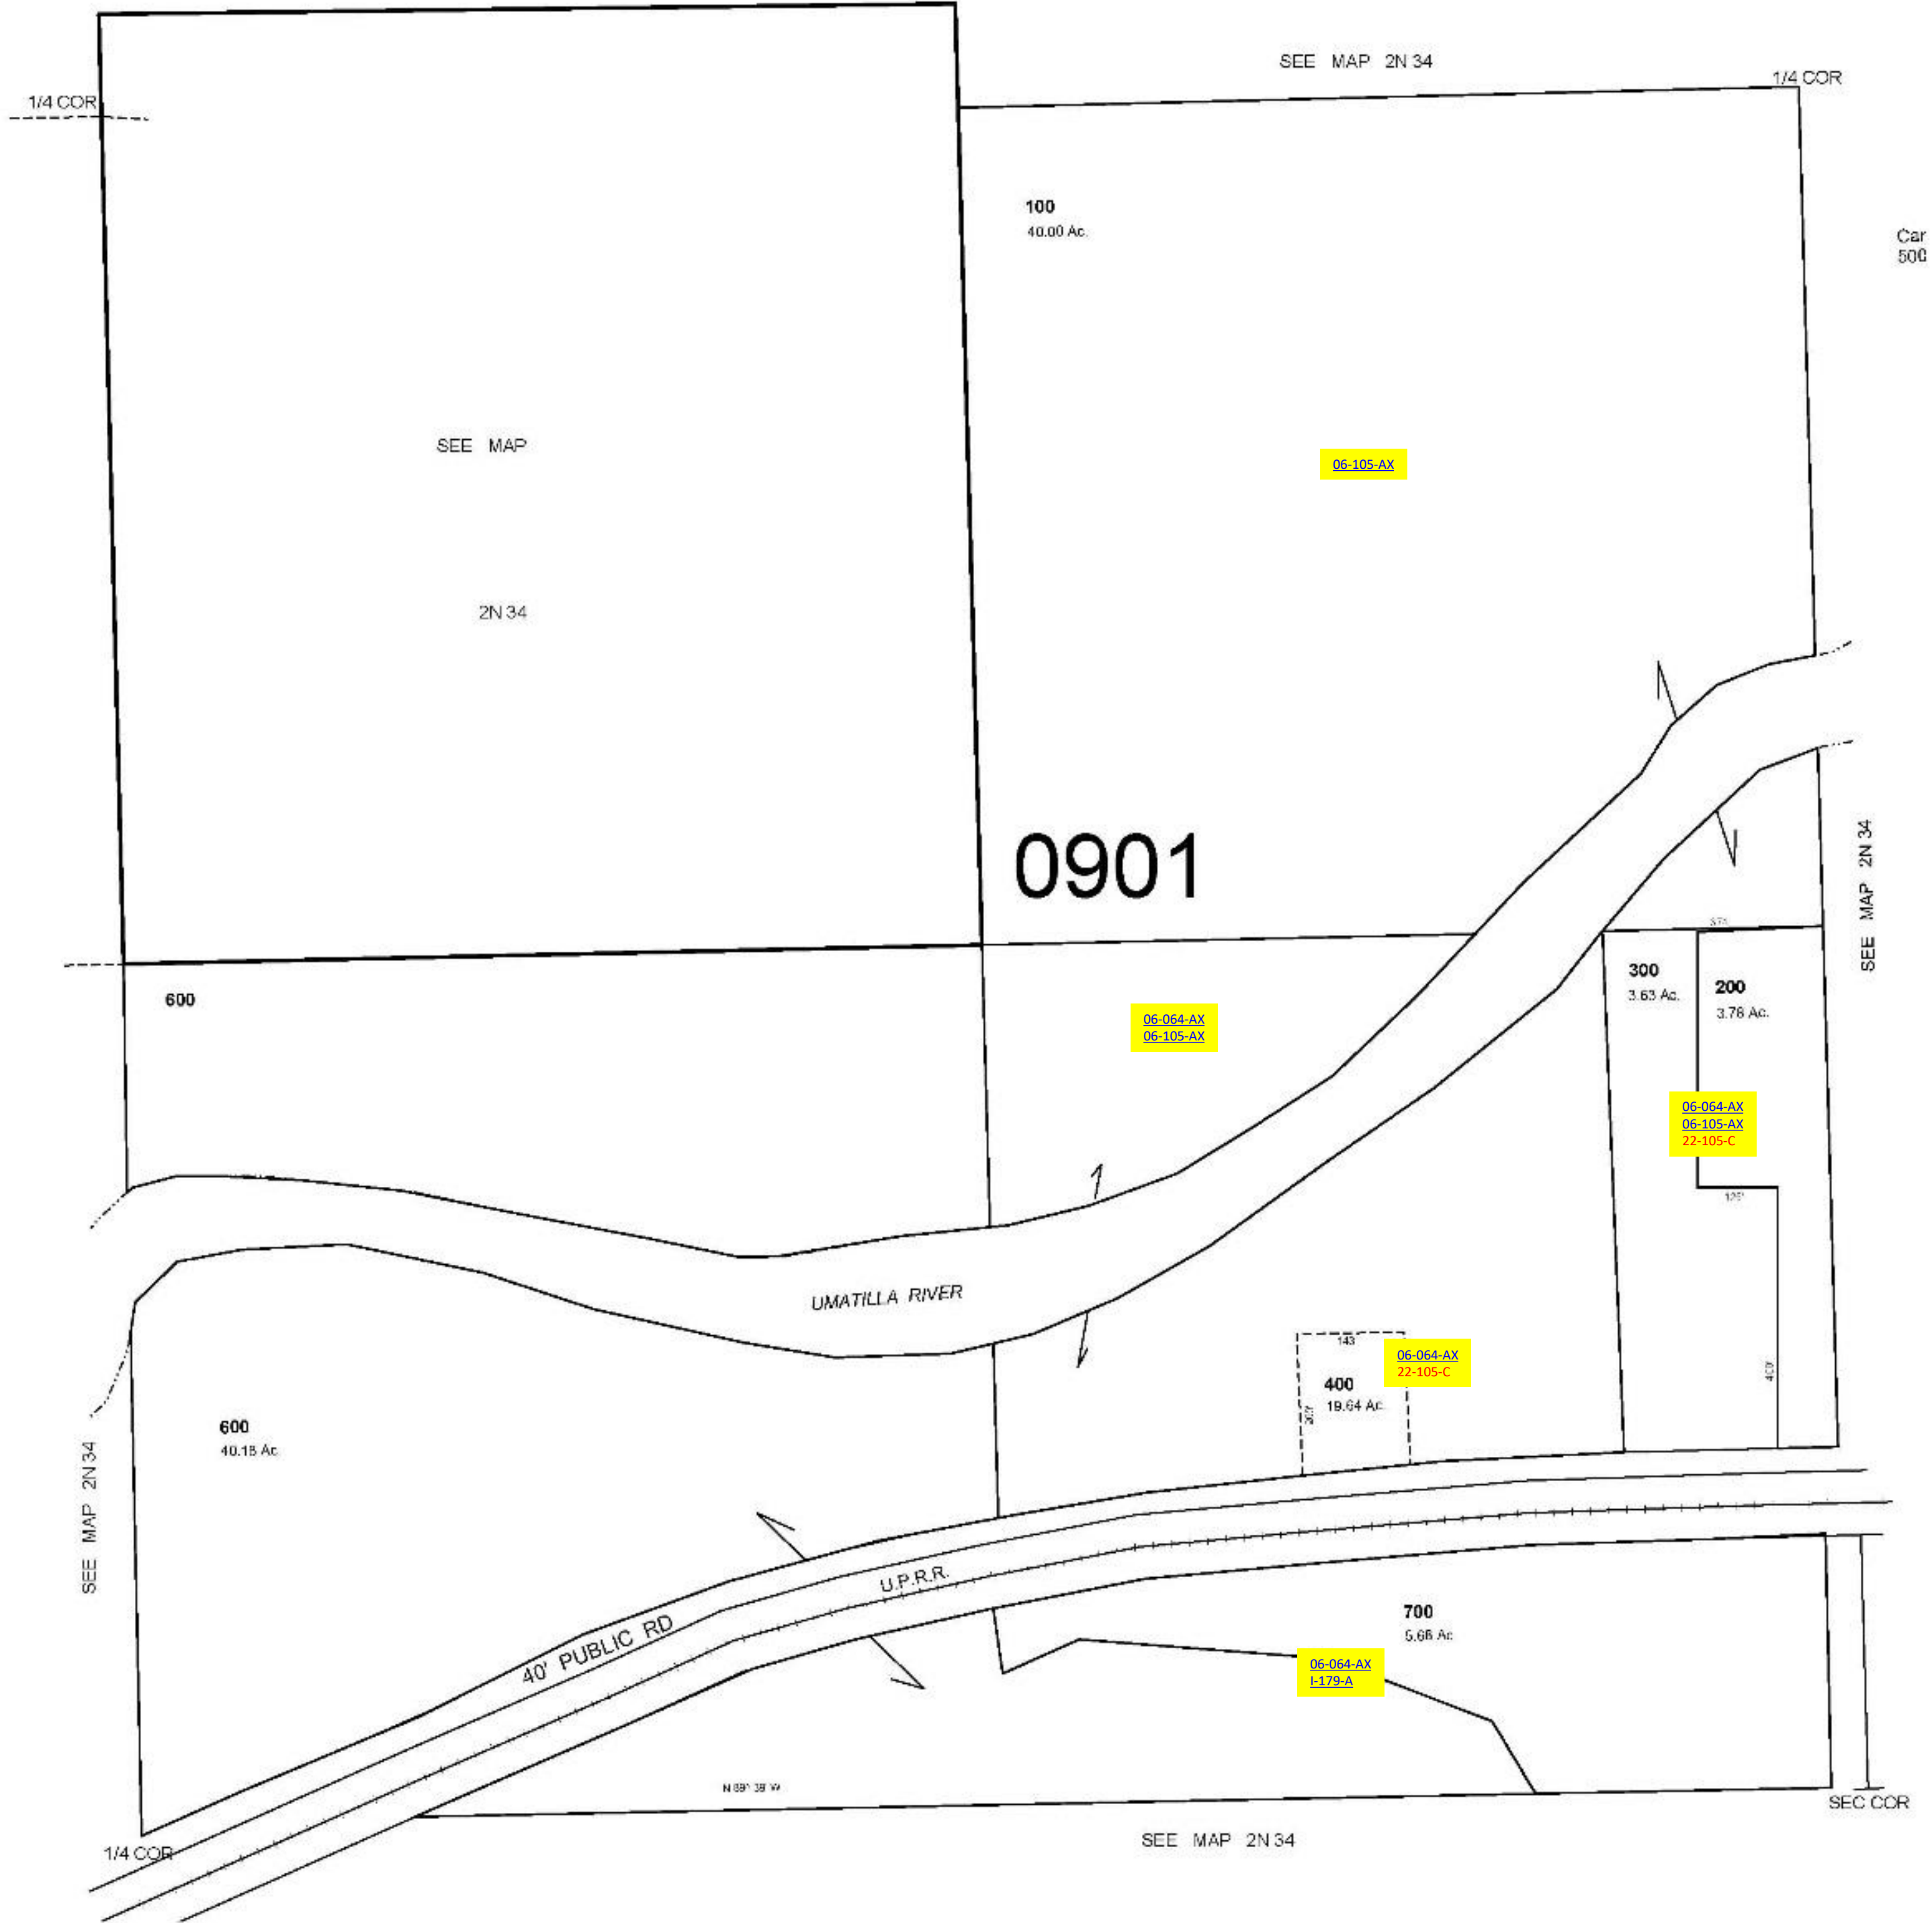 SEE MAP 2N 34
1/4 COR
1/4 COR
100
40.00 Ac.
Car
500
SEE MAP
06-105-AX
2N 34
0901
SEE MAP 2N 34
600
300
3.63 Ac.
200
3.78 Ac.
06-064-AX
06-105-AX
06-064-AX
06-105-AX
22-105-C
UMATILLA RIVER
143
06-064-AX
22-105-C
400
19.64 Ac.
400'
600
40.18 Ac.
SEE MAP 2N 34
U.P.R.R.
40' PUBLIC RD
700
5.68 Ac.
06-064-AX
I-179-A
SEC COR
1/4 COR
SEE MAP 2N 34